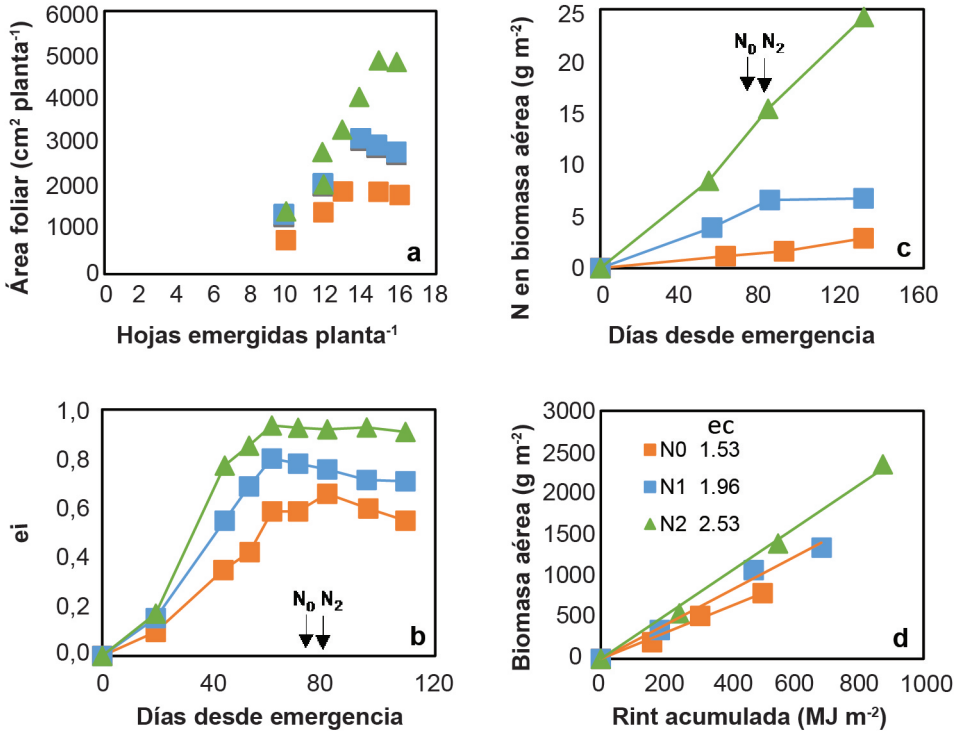 6000
5000
4000
3000
2000
1000
0
0 2 4 6 8 10 12 14 16 18
Área foliar (cm² planta⁻¹)
Hojas emergidas planta⁻¹
a
25
20
15
10
5
0
0 40 80 120 160
N₀ N₂
N en biomasa aérea (g m⁻²)
Días desde emergencia
c
1,0
0,8
0,6
0,4
0,2
0,0
0 40 80 120
N₀ N₂
ei
Días desde emergencia
b
3000
2500
2000
1500
1000
500
0
0 200 400 600 800 1000
ec
N0 1.53
N1 1.96
N2 2.53
Biomasa aérea (g m⁻²)
Rint acumulada (MJ m⁻²)
d